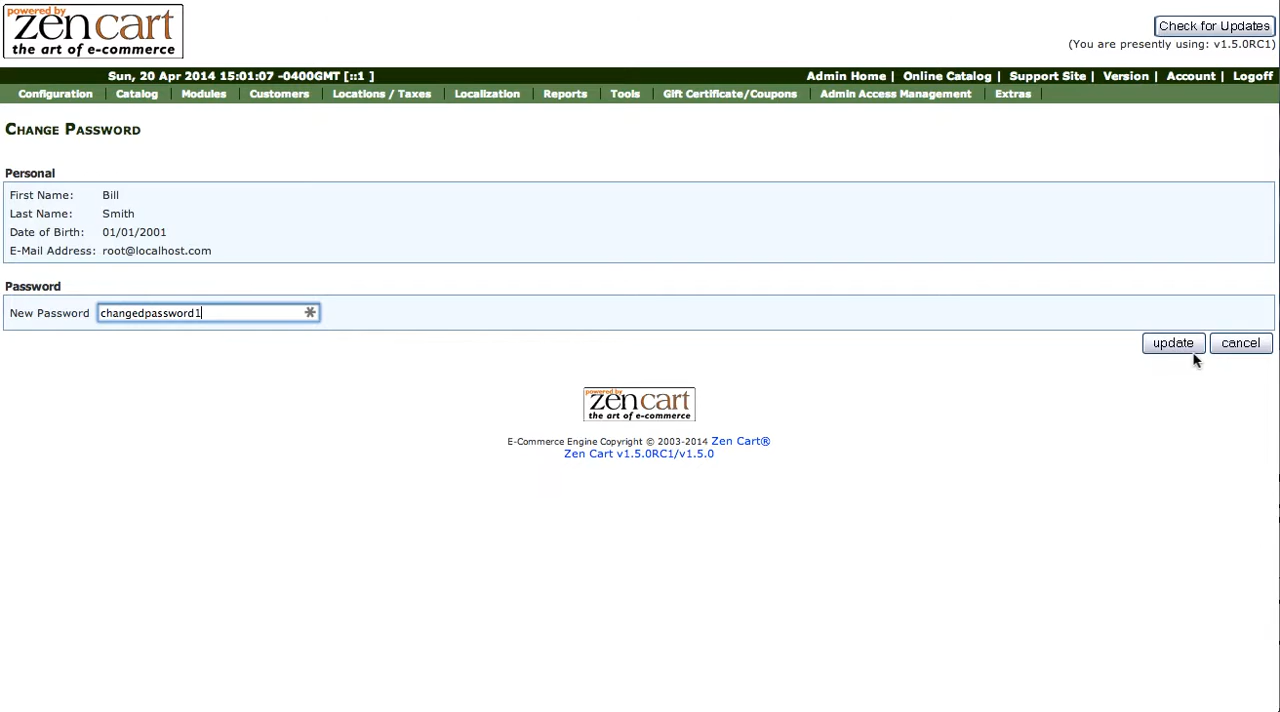 powered by
zen cart
the art of e-commerce
Check for Updates
(You are presently using: v1.5.0RC1)
Sun, 20 Apr 2014 15:01:07 -0400GMT [::1 ]
Admin Home | Online Catalog | Support Site | Version | Account | Logoff
Configuration | Catalog | Modules | Customers | Locations / Taxes | Localization | Reports | Tools | Gift Certificate/Coupons | Admin Access Management | Extras |
Change Password
Personal
First Name: Bill
Last Name: Smith
Date of Birth: 01/01/2001
E-Mail Address: root@localhost.com
Password
New Password changedpassword1 *
update cancel
powered by
zen cart
the art of e-commerce
E-Commerce Engine Copyright © 2003-2014 Zen Cart®
Zen Cart v1.5.0RC1/v1.5.0